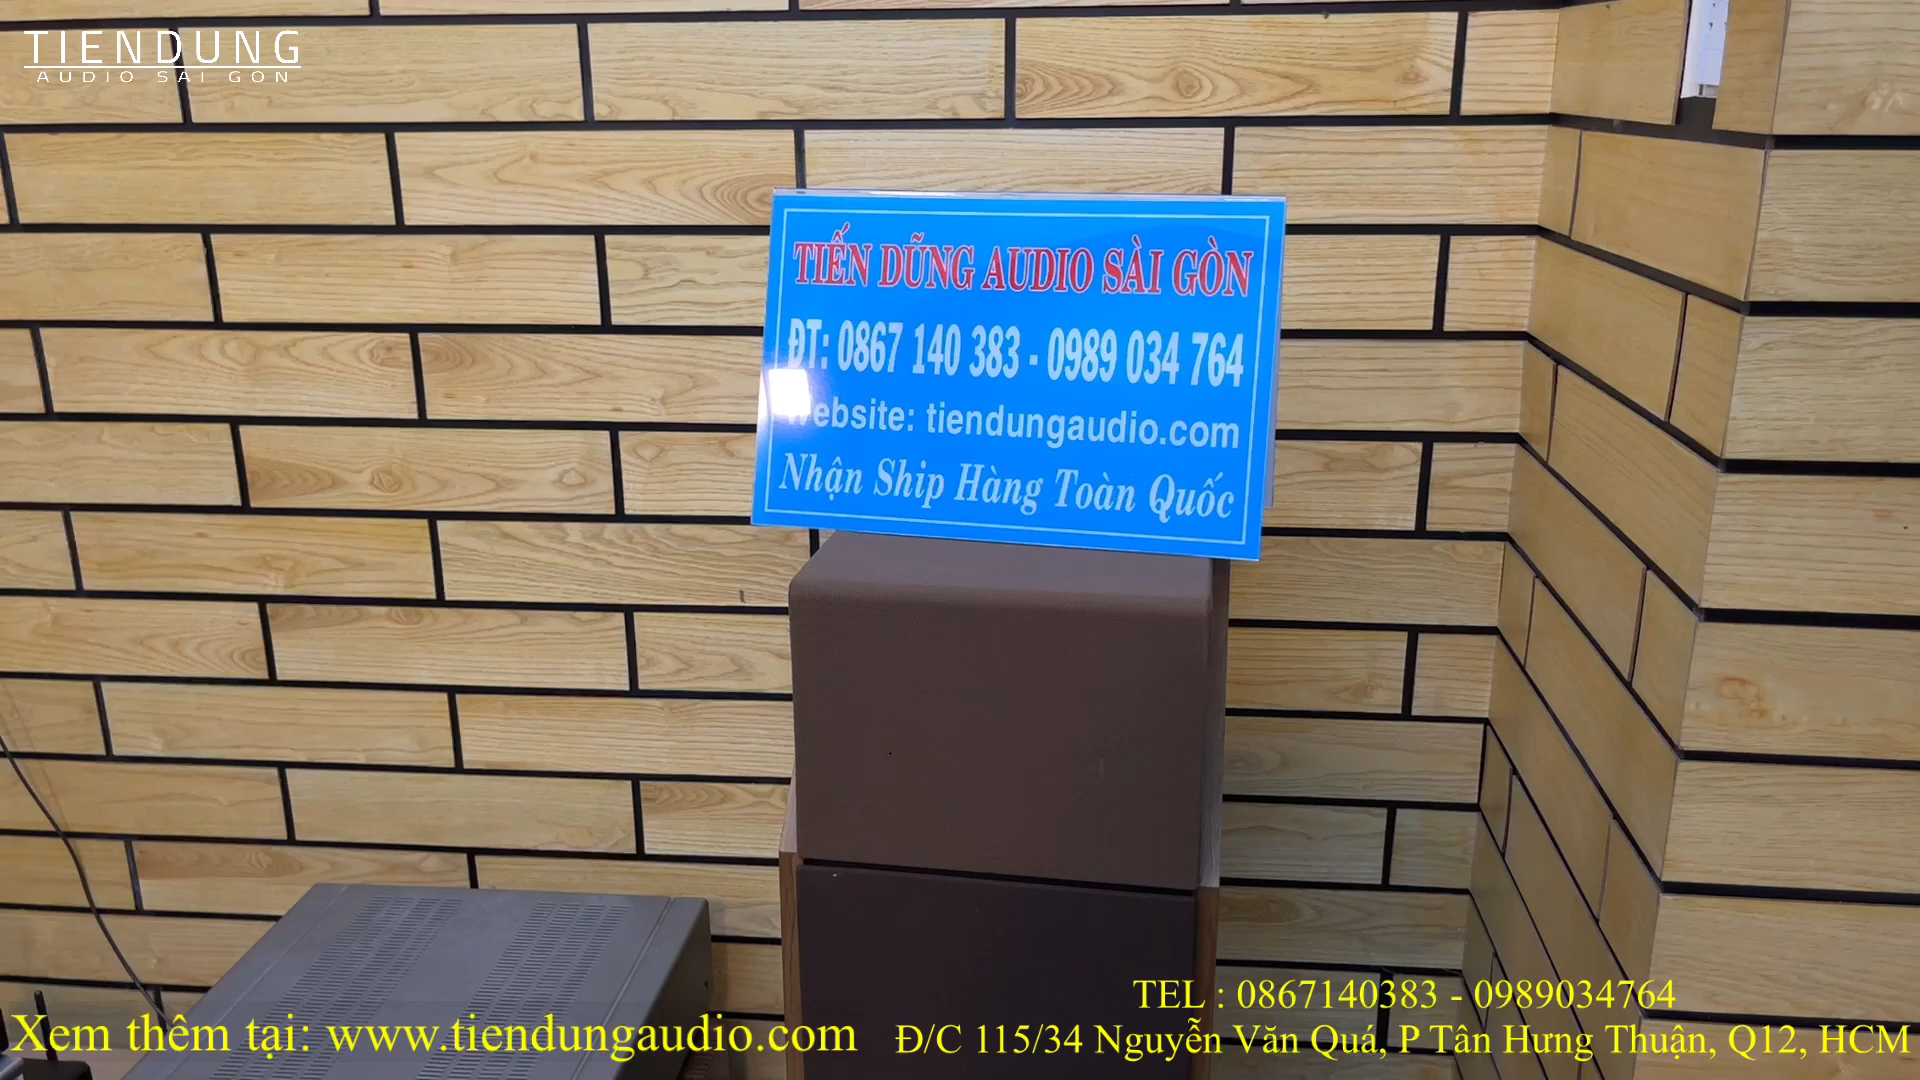 TIENDUNG
AUDIO SAI GON
TIẾN DŨNG AUDIO SÀI GÒN
ĐT: 0867 140 383 - 0989 034 764
Website: tiendungaudio.com
Nhận Ship Hàng Toàn Quốc
TEL : 0867140383 - 0989034764
Xem thêm tại: www.tiendungaudio.com
Đ/C 115/34 Nguyễn Văn Quá, P Tân Hưng Thuận, Q12, HCM